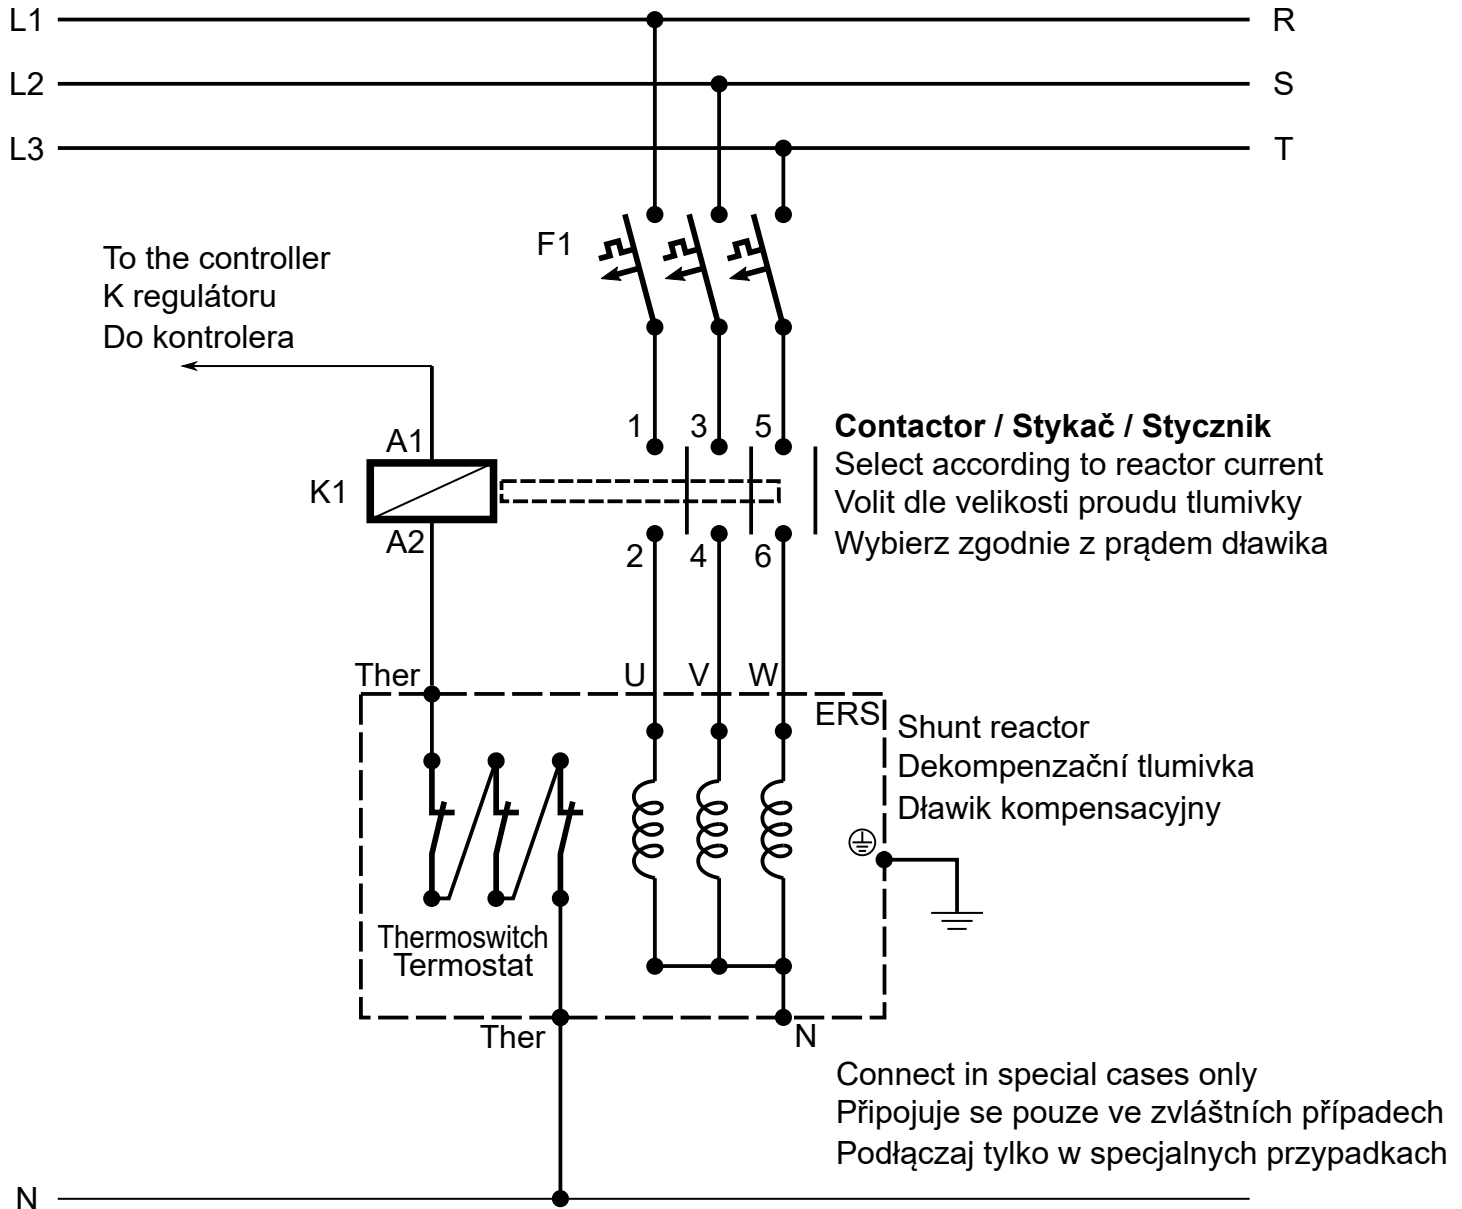 L1
R
L2
S
L3
T
F1
To the controller
K regulátoru
Do kontrolera
1 3 5
Contactor / Stykač / Stycznik
A1
Select according to reactor current
K1
Volit dle velikosti proudu tlumivky
A2
2 4 6
Wybierz zgodnie z prądem dławika
Ther
U V W
ERS
Shunt reactor
Dekompenzační tlumivka
Dławik kompensacyjny
Thermoswitch
Termostat
Ther
N
Connect in special cases only
Připojuje se pouze ve zvláštních případech
Podłączaj tylko w specjalnych przypadkach
N